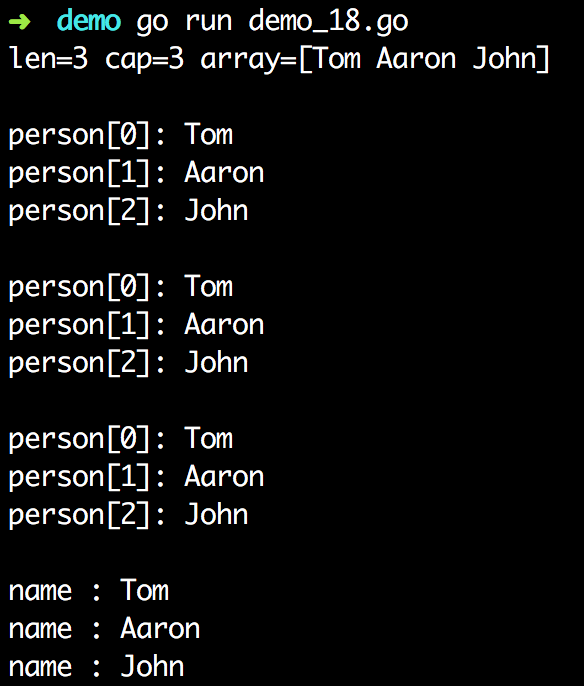 ➜ demo go run demo_18.go
len=3 cap=3 array=[Tom Aaron John]
person[0]: Tom
person[1]: Aaron
person[2]: John
person[0]: Tom
person[1]: Aaron
person[2]: John
person[0]: Tom
person[1]: Aaron
person[2]: John
name : Tom
name : Aaron
name : John